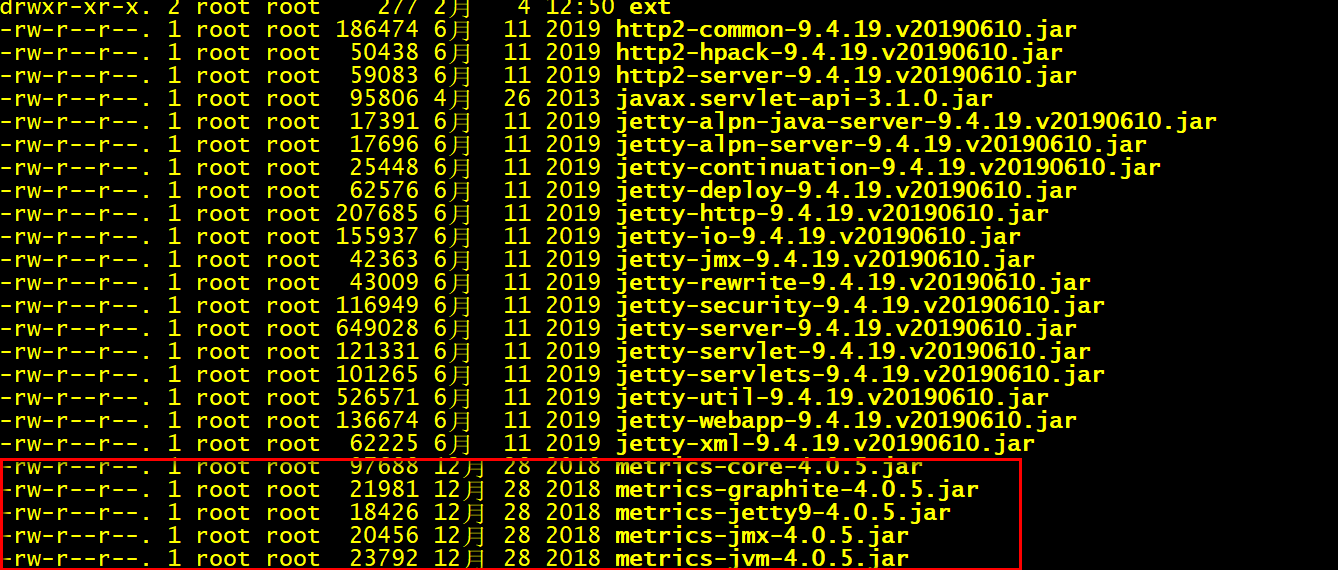 drwxr-xr-x. 2 root root    277 2月   4 12:50 ext
-rw-r--r--. 1 root root 186474 6月  11 2019 http2-common-9.4.19.v20190610.jar
-rw-r--r--. 1 root root  50438 6月  11 2019 http2-hpack-9.4.19.v20190610.jar
-rw-r--r--. 1 root root  59083 6月  11 2019 http2-server-9.4.19.v20190610.jar
-rw-r--r--. 1 root root  95806 4月  26 2013 javax.servlet-api-3.1.0.jar
-rw-r--r--. 1 root root  17391 6月  11 2019 jetty-alpn-java-server-9.4.19.v20190610.jar
-rw-r--r--. 1 root root  17696 6月  11 2019 jetty-alpn-server-9.4.19.v20190610.jar
-rw-r--r--. 1 root root  25448 6月  11 2019 jetty-continuation-9.4.19.v20190610.jar
-rw-r--r--. 1 root root  62576 6月  11 2019 jetty-deploy-9.4.19.v20190610.jar
-rw-r--r--. 1 root root 207685 6月  11 2019 jetty-http-9.4.19.v20190610.jar
-rw-r--r--. 1 root root 155937 6月  11 2019 jetty-io-9.4.19.v20190610.jar
-rw-r--r--. 1 root root  42363 6月  11 2019 jetty-jmx-9.4.19.v20190610.jar
-rw-r--r--. 1 root root  43009 6月  11 2019 jetty-rewrite-9.4.19.v20190610.jar
-rw-r--r--. 1 root root 116949 6月  11 2019 jetty-security-9.4.19.v20190610.jar
-rw-r--r--. 1 root root 649028 6月  11 2019 jetty-server-9.4.19.v20190610.jar
-rw-r--r--. 1 root root 121331 6月  11 2019 jetty-servlet-9.4.19.v20190610.jar
-rw-r--r--. 1 root root 101265 6月  11 2019 jetty-servlets-9.4.19.v20190610.jar
-rw-r--r--. 1 root root 526571 6月  11 2019 jetty-util-9.4.19.v20190610.jar
-rw-r--r--. 1 root root 136674 6月  11 2019 jetty-webapp-9.4.19.v20190610.jar
-rw-r--r--. 1 root root  62225 6月  11 2019 jetty-xml-9.4.19.v20190610.jar
-rw-r--r--. 1 root root  97688 12月 28 2018 metrics-core-4.0.5.jar
-rw-r--r--. 1 root root  21981 12月 28 2018 metrics-graphite-4.0.5.jar
-rw-r--r--. 1 root root  18426 12月 28 2018 metrics-jetty9-4.0.5.jar
-rw-r--r--. 1 root root  20456 12月 28 2018 metrics-jmx-4.0.5.jar
-rw-r--r--. 1 root root  23792 12月 28 2018 metrics-jvm-4.0.5.jar